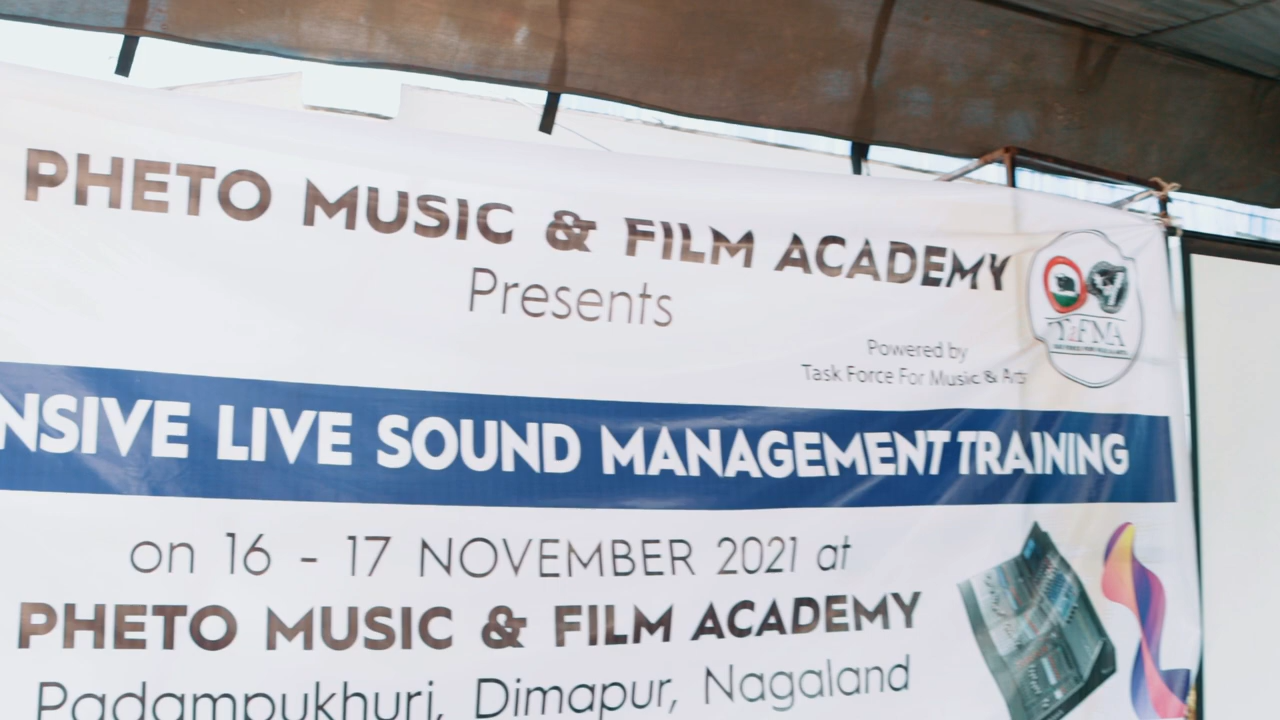 PHETO MUSIC & FILM ACADEMY
Presents
Powered by
Task Force For Music & Arts
TaFMA
NSIVE LIVE SOUND MANAGEMENT TRAINING
on 16 - 17 NOVEMBER 2021 at
PHETO MUSIC & FILM ACADEMY
Padampukhuri, Dimapur, Nagaland